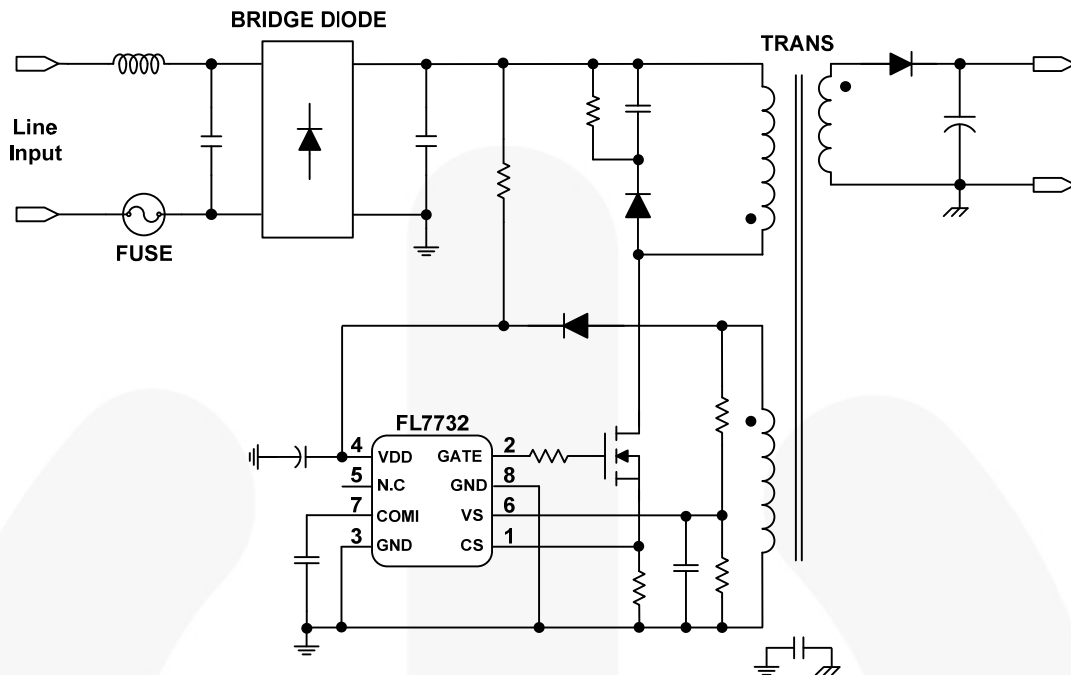 BRIDGE DIODE
TRANS
Line
Input
FUSE
FL7732
4
VDD
GATE
2
5
N.C
GND
8
7
COMI
VS
6
3
GND
CS
1